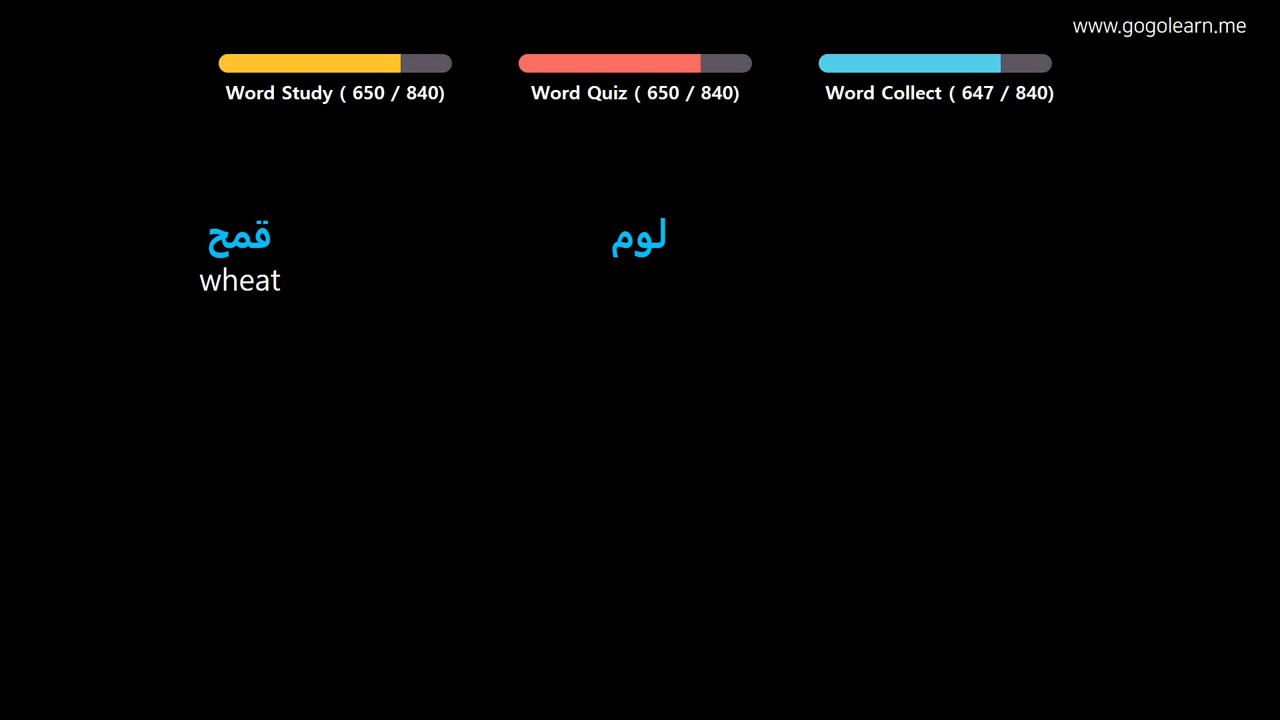 www.gogolearn.me
Word Study ( 650 / 840)
Word Quiz ( 650 / 840)
Word Collect ( 647 / 840)
قمح
wheat
لوم